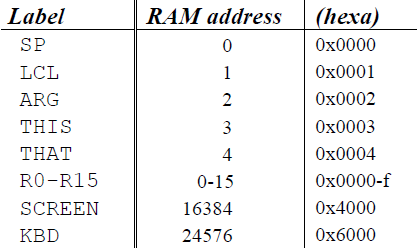 Label RAM address (hexa)
SP 0 0x0000
LCL 1 0x0001
ARG 2 0x0002
THIS 3 0x0003
THAT 4 0x0004
R0-R15 0-15 0x0000-f
SCREEN 16384 0x4000
KBD 24576 0x6000